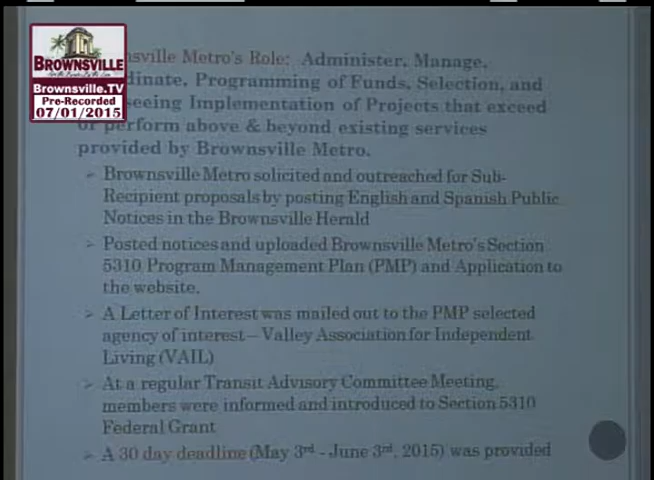 BROWNSVILLE
Brownsville.TV
Pre-Recorded
07/01/2015
nsville Metro's Role: Administer, Manage,
dinate, Programming of Funds, Selection, and
seeing Implementation of Projects that exceed
or perform above & beyond existing services
provided by Brownsville Metro.
Brownsville Metro solicited and outreached for Sub-
Recipient proposals by posting English and Spanish Public
Notices in the Brownsville Herald
Posted notices and uploaded Brownsville Metro's Section
5310 Program Management Plan (PMP) and Application to
the website.
A Letter of Interest was mailed out to the PMP selected
agency of interest – Valley Association for Independent
Living (VAIL)
At a regular Transit Advisory Committee Meeting,
members were informed and introduced to Section 5310
Federal Grant
A 30 day deadline (May 3rd - June 3rd, 2015) was provided